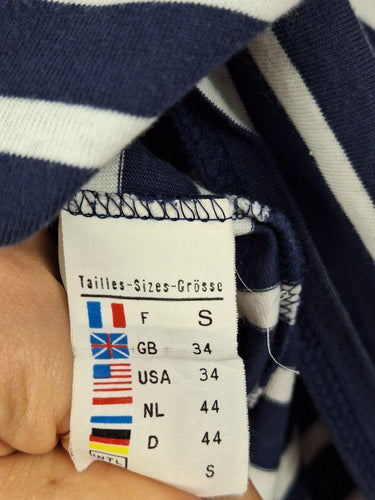 Tailles-Sizes-Grösse
F S
GB 34
USA 34
NL 44
D 44
INTL S